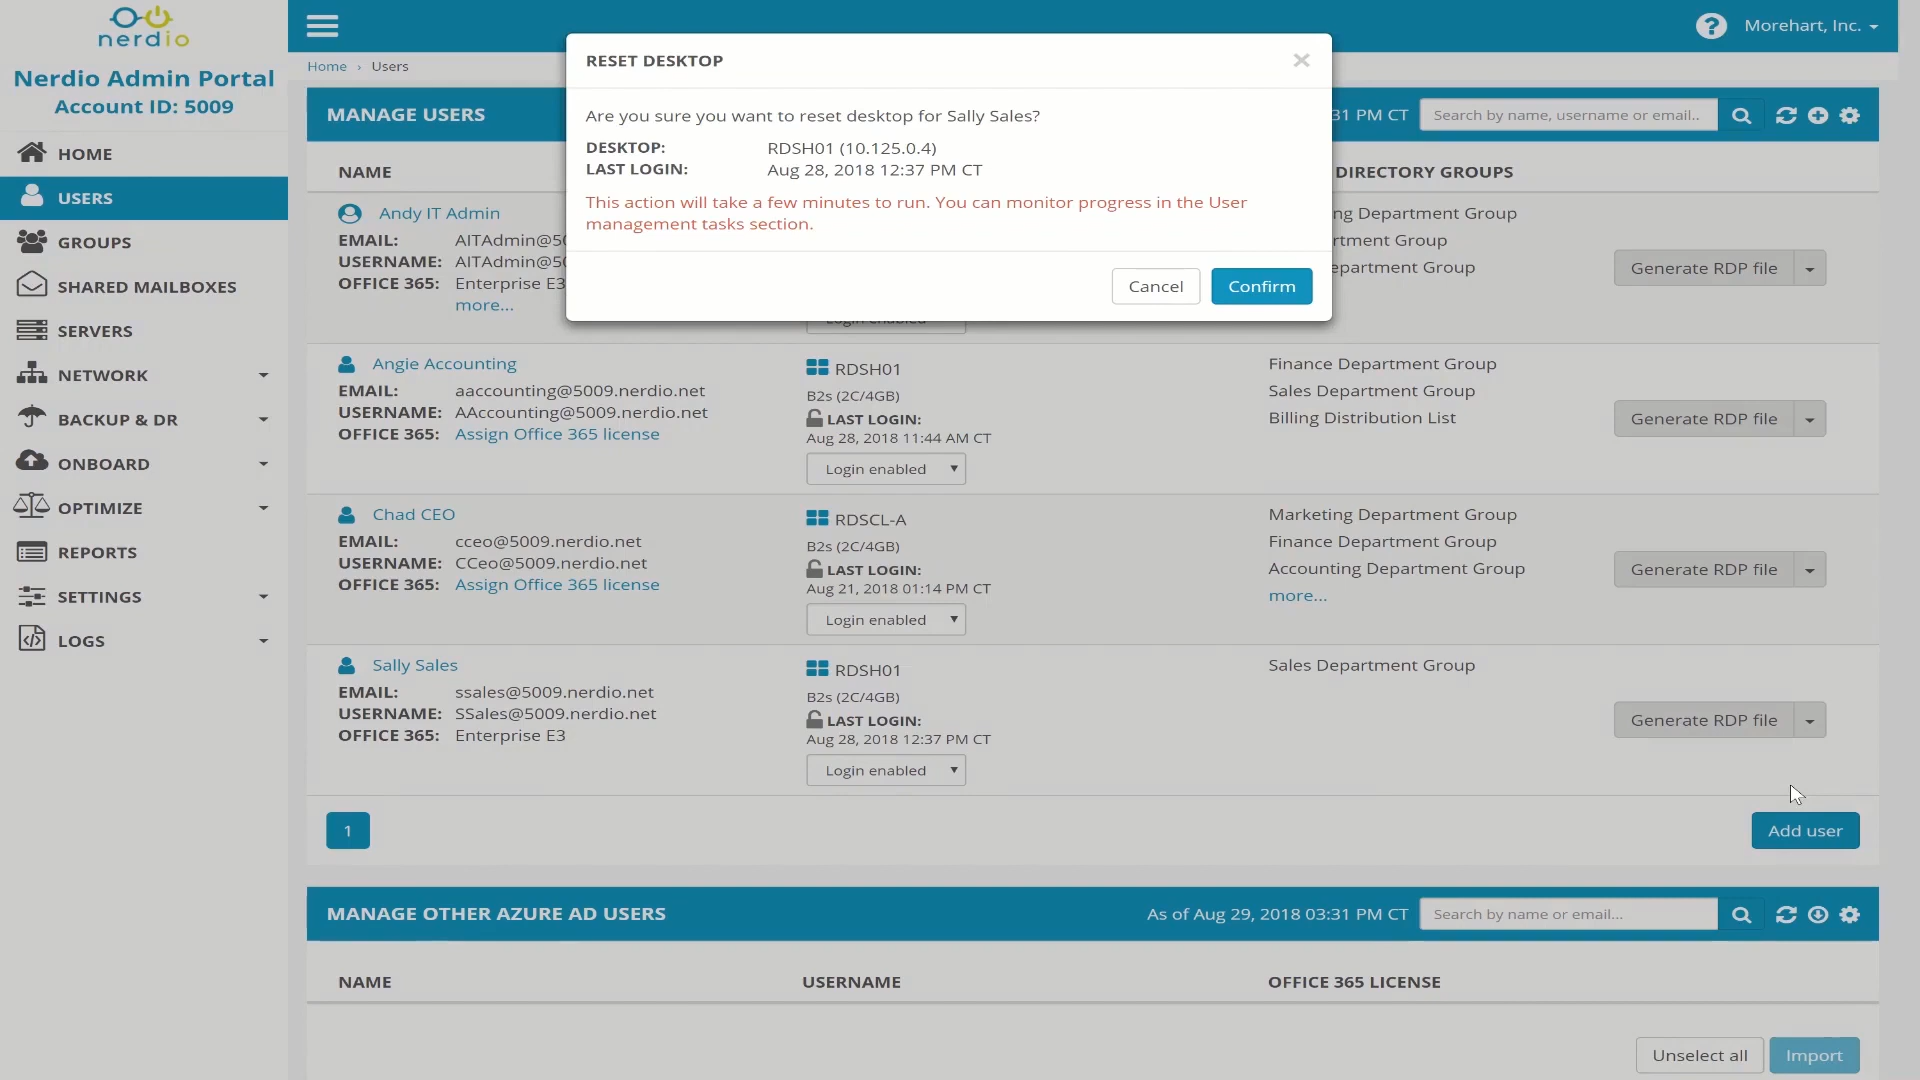 nerdio
Nerdio Admin Portal
Account ID: 5009
HOME
USERS
GROUPS
SHARED MAILBOXES
SERVERS
NETWORK
BACKUP & DR
ONBOARD
OPTIMIZE
REPORTS
SETTINGS
LOGS
? Morehart, Inc.
Home › Users
RESET DESKTOP ×
Are you sure you want to reset desktop for Sally Sales?
DESKTOP: RDSH01 (10.125.0.4)
LAST LOGIN: Aug 28, 2018 12:37 PM CT
This action will take a few minutes to run. You can monitor progress in the User
management tasks section.
Cancel Confirm
MANAGE USERS 31 PM CT Search by name, username or email..
NAME DIRECTORY GROUPS
Andy IT Admin ng Department Group
EMAIL: AITAdmin@50 rtment Group
USERNAME: AITAdmin@50 epartment Group Generate RDP file
OFFICE 365: Enterprise E3
more...
Login enabled
Angie Accounting RDSH01 Finance Department Group
EMAIL: aaccounting@5009.nerdio.net B2s (2C/4GB) Sales Department Group
USERNAME: AAccounting@5009.nerdio.net LAST LOGIN: Billing Distribution List Generate RDP file
OFFICE 365: Assign Office 365 license Aug 28, 2018 11:44 AM CT
Login enabled
Chad CEO RDSCL-A Marketing Department Group
EMAIL: cceo@5009.nerdio.net B2s (2C/4GB) Finance Department Group
USERNAME: CCeo@5009.nerdio.net LAST LOGIN: Accounting Department Group Generate RDP file
OFFICE 365: Assign Office 365 license Aug 21, 2018 01:14 PM CT more...
Login enabled
Sally Sales RDSH01 Sales Department Group
EMAIL: ssales@5009.nerdio.net B2s (2C/4GB)
USERNAME: SSales@5009.nerdio.net LAST LOGIN: Generate RDP file
OFFICE 365: Enterprise E3 Aug 28, 2018 12:37 PM CT
Login enabled
1 Add user
MANAGE OTHER AZURE AD USERS As of Aug 29, 2018 03:31 PM CT Search by name or email...
NAME USERNAME OFFICE 365 LICENSE
Unselect all Import